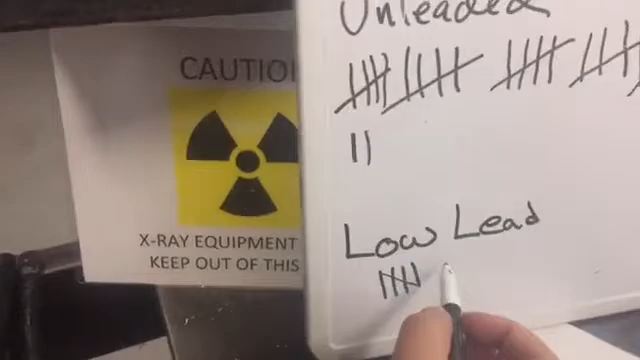 Unleaded
CAUTIO
Low Lead
X-RAY EQUIPMENT
KEEP OUT OF THIS